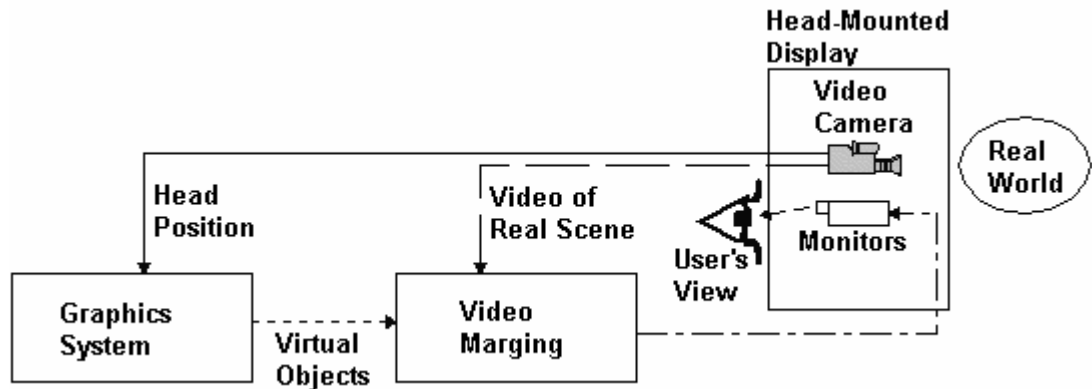 Head-Mounted
Display
Video
Camera
Real
World
Head
Position
Video of
Real Scene
Monitors
User's
View
Graphics
System
Virtual
Objects
Video
Marging